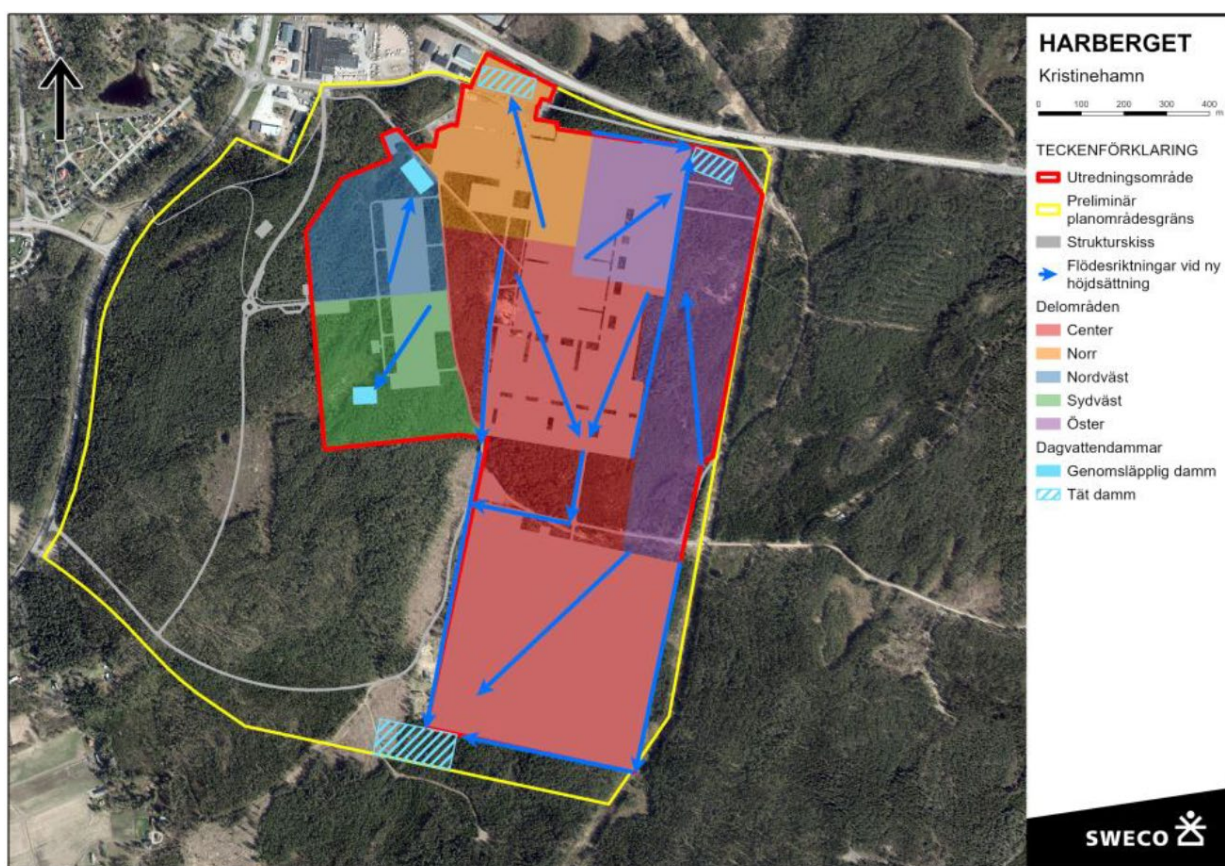 HARBERGET
Kristinehamn
0 100 200 300 400
m
TECKENFÖRKLARING
Utredningsområde
Preliminär
planområdesgräns
Strukturskiss
Flödesriktningar vid ny
höjdsättning
Delområden
Center
Norr
Nordväst
Sydväst
Öster
Dagvattendammar
Genomsläpplig damm
Tät damm
SWECO